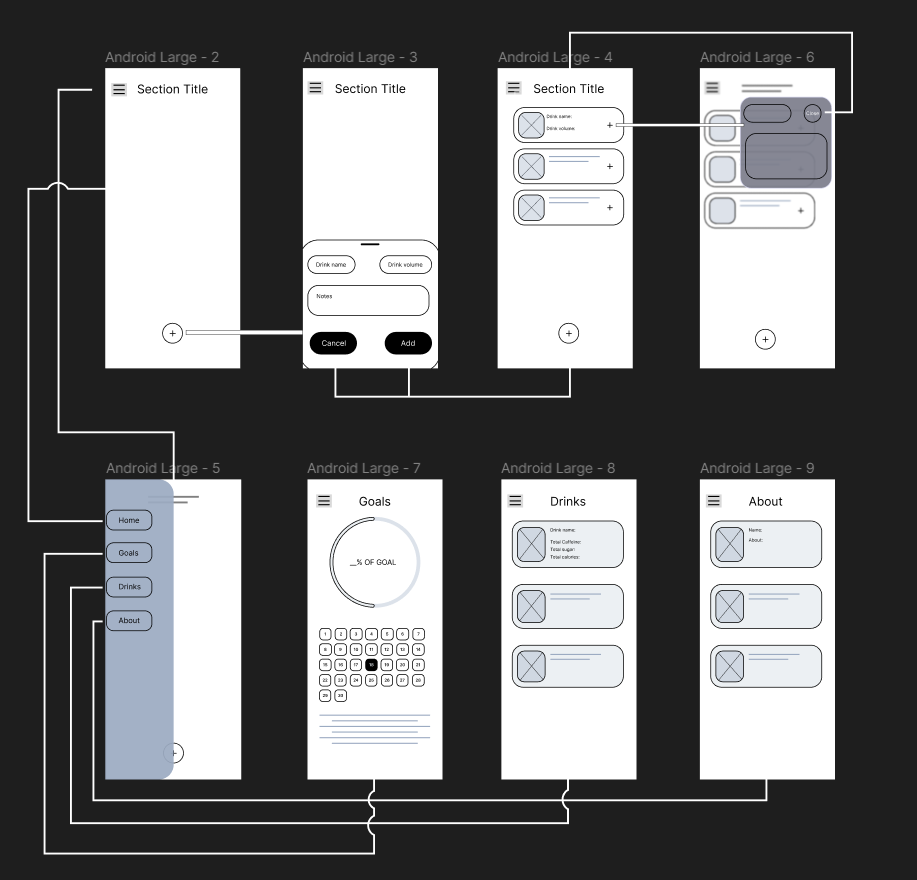 Android Large - 2
Section Title
+
Android Large - 3
Section Title
Drink name
Drink volume
Notes
Cancel
Add
Android Large - 4
Section Title
Drink name:
Drink volume:
+
+
+
+
Android Large - 6
+
+
Android Large - 5
Home
Goals
Drinks
About
+
Android Large - 7
Goals
__% OF GOAL
1 2 3 4 5 6 7
8 9 10 11 12 13 14
15 16 17 18 19 20 21
22 23 24 25 26 27 28
29 30
Android Large - 8
Drinks
Drink name:
Total Caffeine:
Total sugar:
Total calories:
Android Large - 9
About
Name:
About: